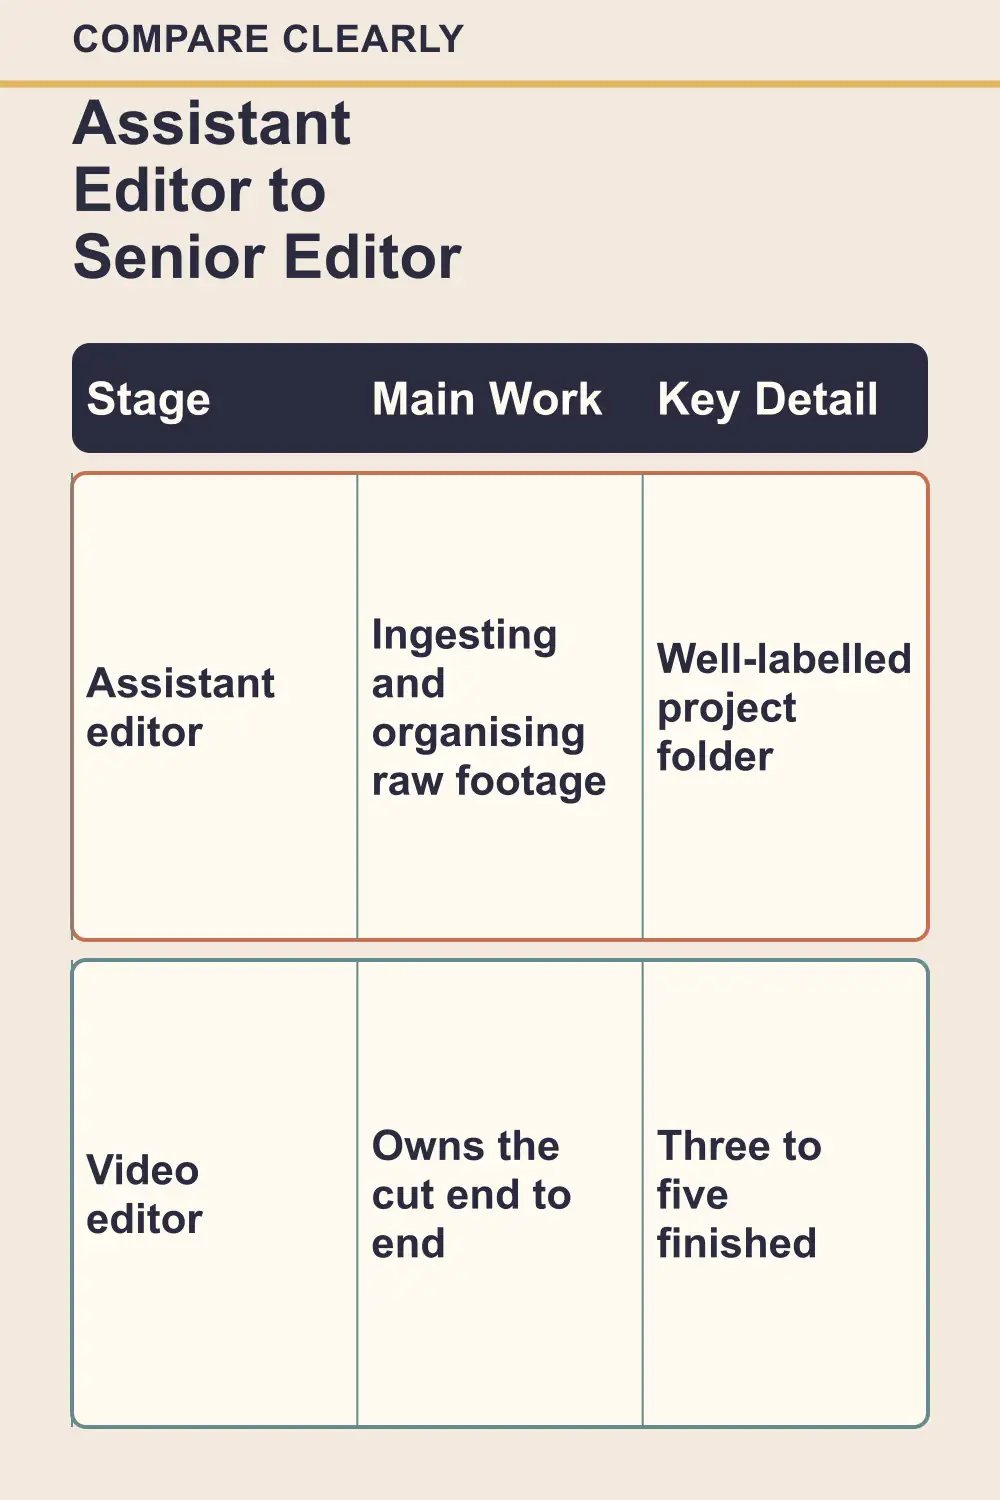 COMPARE CLEARLY
Assistant
Editor to
Senior Editor
Stage
Main Work
Key Detail
Assistant
editor
Ingesting
and
organising
raw footage
Well-labelled
project
folder
Video
editor
Owns the
cut end to
end
Three to
five
finished